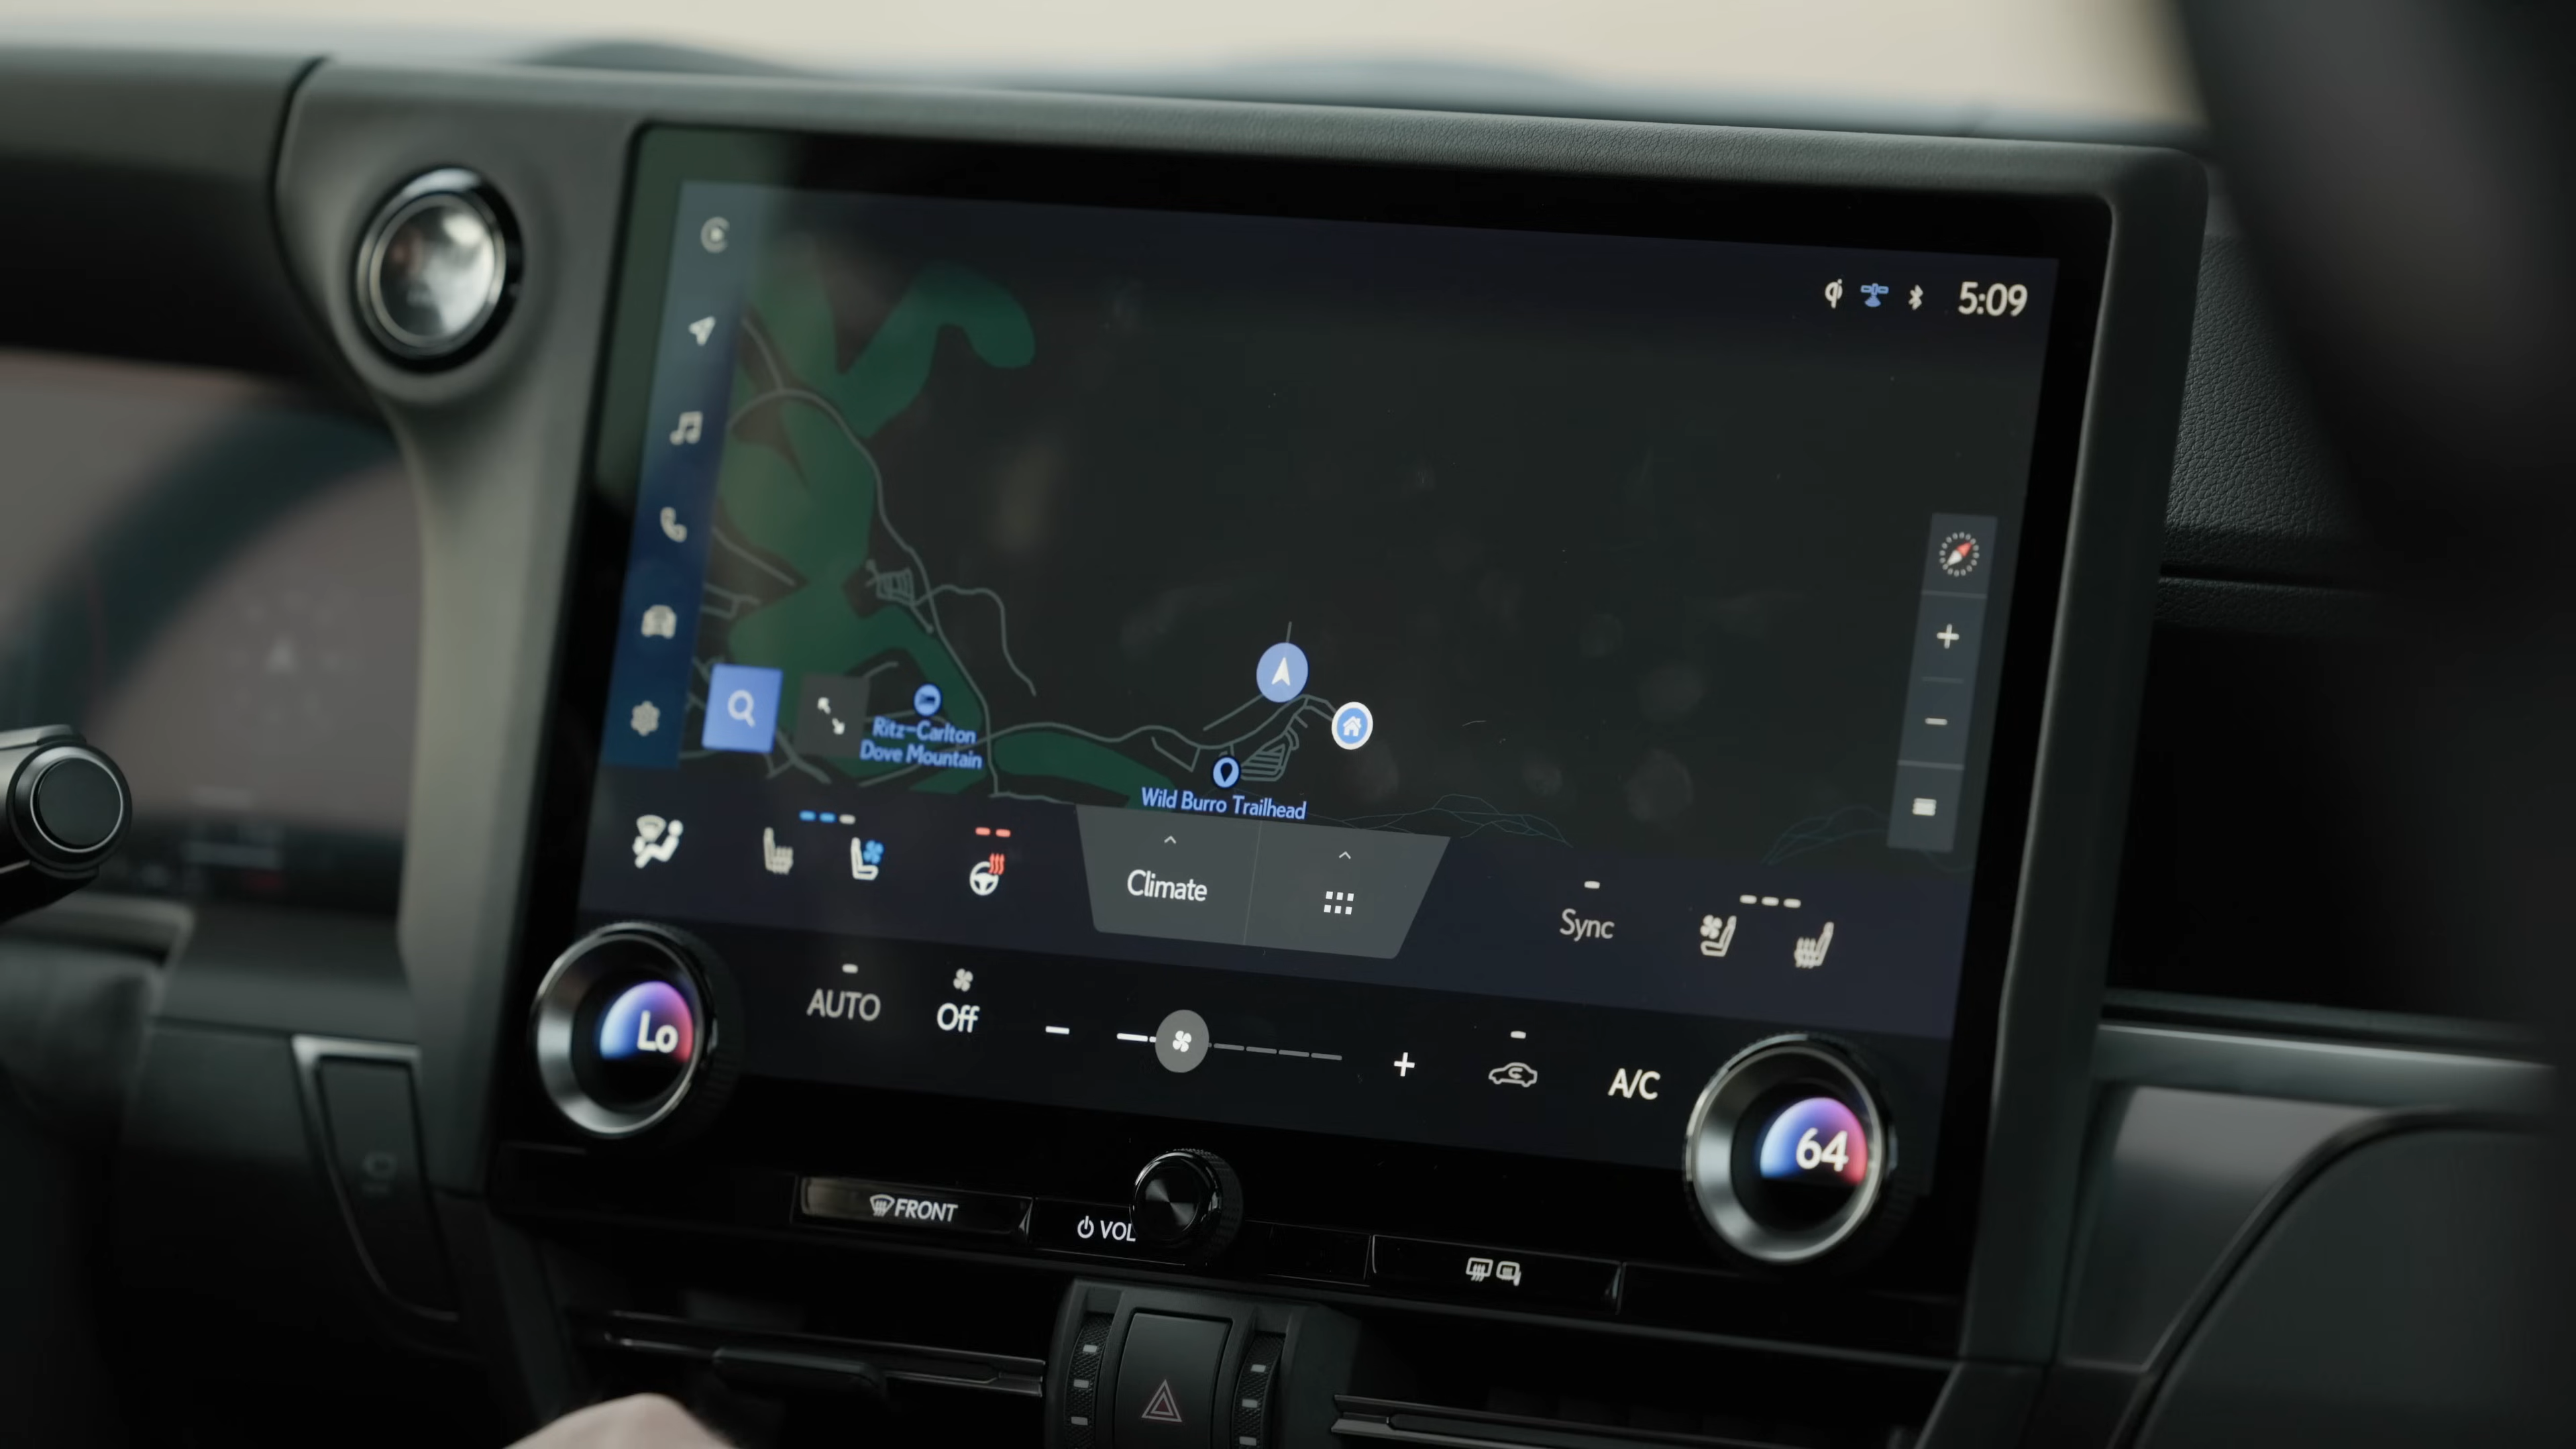 5:09
Ritz-Carlton
Dove Mountain
Wild Burro Trailhead
Climate
Sync
Lo
AUTO
Off
A/C
64
FRONT
VOL